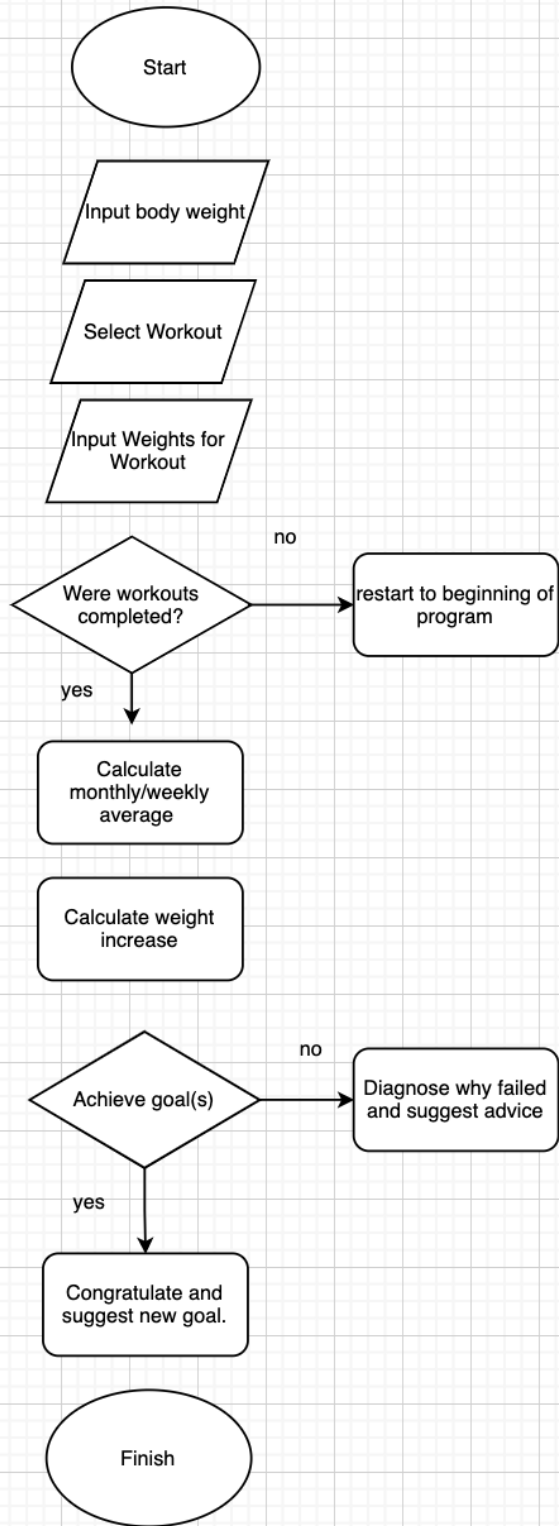 Start
Input body weight
Select Workout
Input Weights for
Workout
no
Were workouts
completed?
restart to beginning of
program
yes
Calculate
monthly/weekly
average
Calculate weight
increase
no
Achieve goal(s)
Diagnose why failed
and suggest advice
yes
Congratulate and
suggest new goal.
Finish